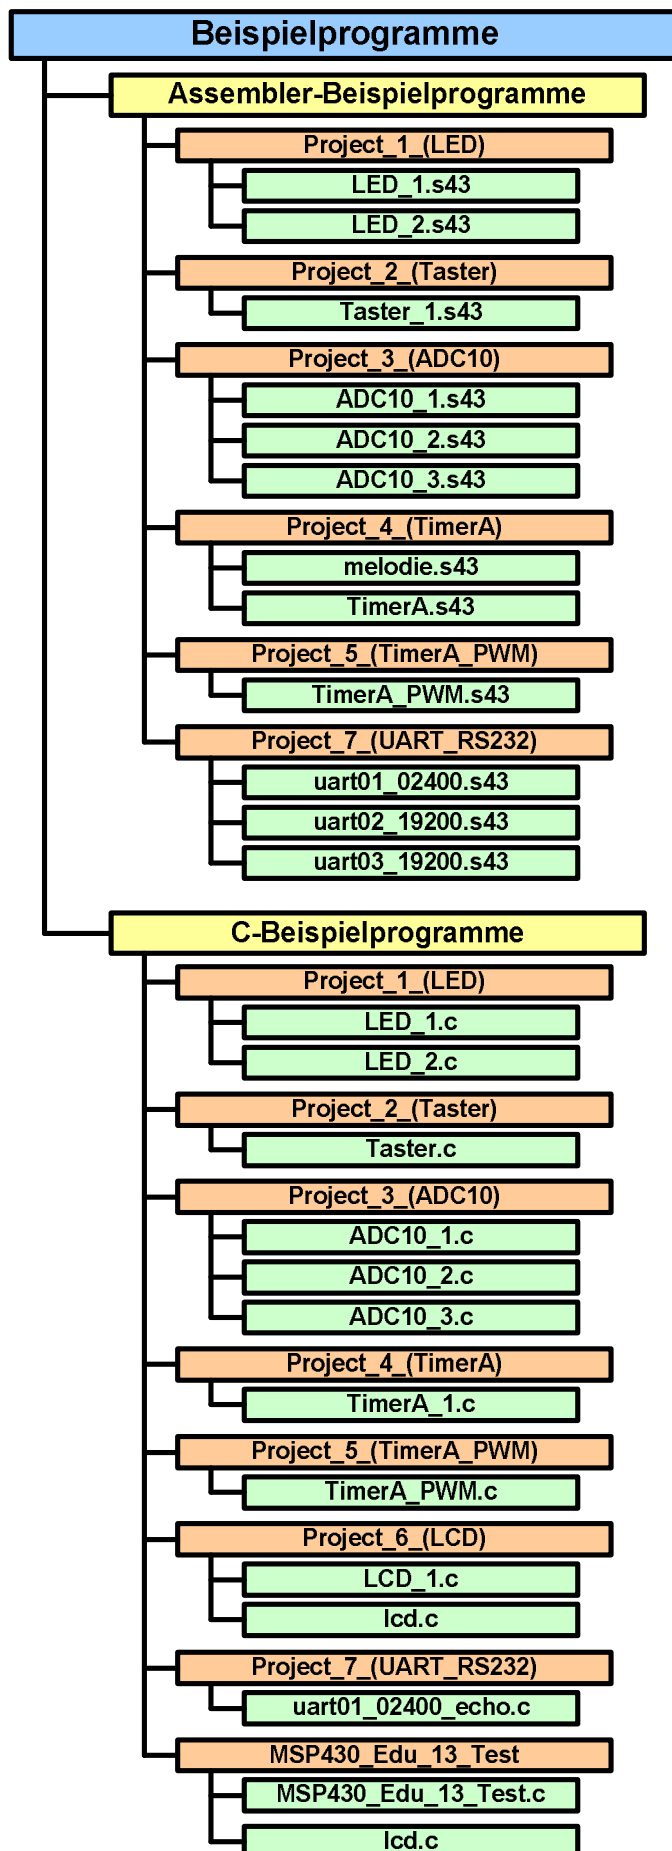 Beispielprogramme
Assembler-Beispielprogramme
Project_1_(LED)
LED_1.s43
LED_2.s43
Project_2_(Taster)
Taster_1.s43
Project_3_(ADC10)
ADC10_1.s43
ADC10_2.s43
ADC10_3.s43
Project_4_(TimerA)
melodie.s43
TimerA.s43
Project_5_(TimerA_PWM)
TimerA_PWM.s43
Project_7_(UART_RS232)
uart01_02400.s43
uart02_19200.s43
uart03_19200.s43
C-Beispielprogramme
Project_1_(LED)
LED_1.c
LED_2.c
Project_2_(Taster)
Taster.c
Project_3_(ADC10)
ADC10_1.c
ADC10_2.c
ADC10_3.c
Project_4_(TimerA)
TimerA_1.c
Project_5_(TimerA_PWM)
TimerA_PWM.c
Project_6_(LCD)
LCD_1.c
lcd.c
Project_7_(UART_RS232)
uart01_02400_echo.c
MSP430_Edu_13_Test
MSP430_Edu_13_Test.c
lcd.c